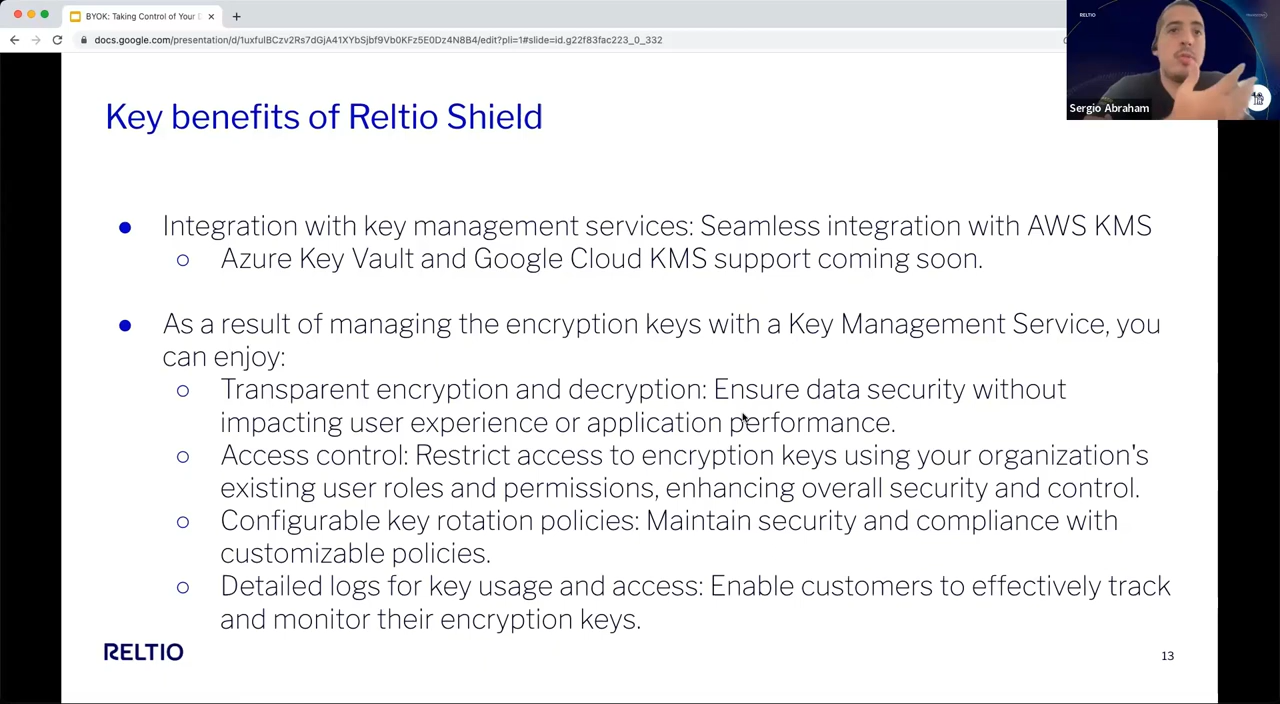 BYOK: Taking Control of Your D
docs.google.com/presentation/d/1uxfulBCzv2Rs7dGjA41XYbSbf9Vb0KFz5E0Dz4N8B4/edit?pli=1#slide=id.g22f83fac223_0_332
RELTIO
Sergio Abraham
Key benefits of Reltio Shield
● Integration with key management services: Seamless integration with AWS KMS
○ Azure Key Vault and Google Cloud KMS support coming soon.
● As a result of managing the encryption keys with a Key Management Service, you
can enjoy:
○ Transparent encryption and decryption: Ensure data security without
impacting user experience or application performance.
○ Access control: Restrict access to encryption keys using your organization's
existing user roles and permissions, enhancing overall security and control.
○ Configurable key rotation policies: Maintain security and compliance with
customizable policies.
○ Detailed logs for key usage and access: Enable customers to effectively track
and monitor their encryption keys.
RELTIO
13